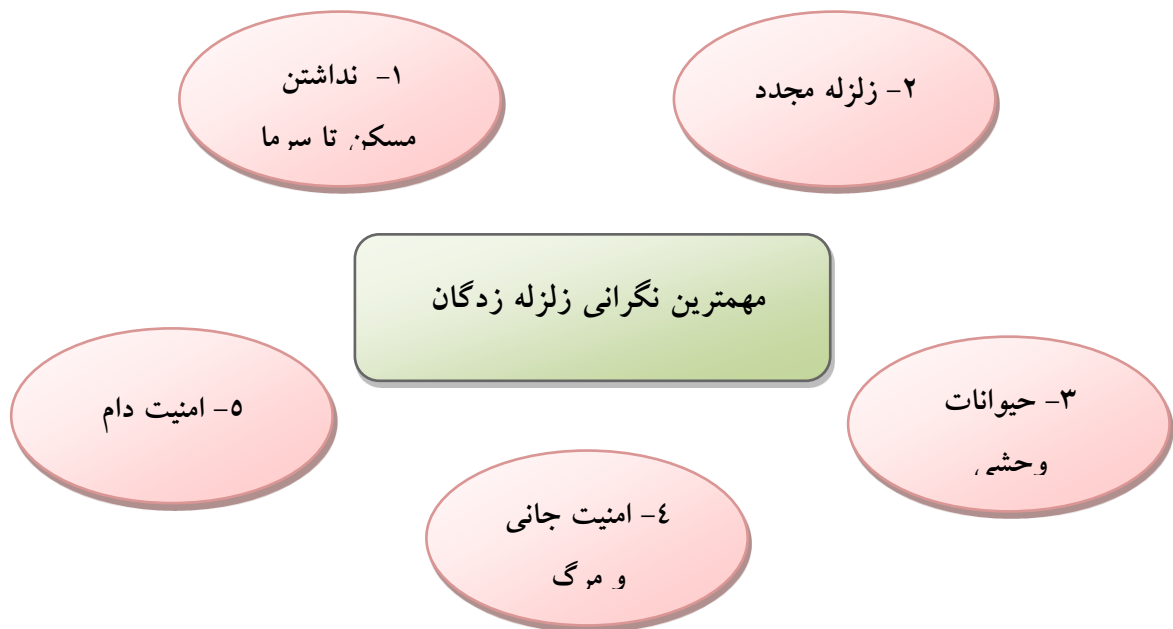 ۱- نداشتن
مسکن تا سرما
۲- زلزله مجدد
مهمترین نگرانی زلزله زدگان
۳- حیوانات
وحشی
٤- امنیت جانی
و مرگ
٥- امنیت دام